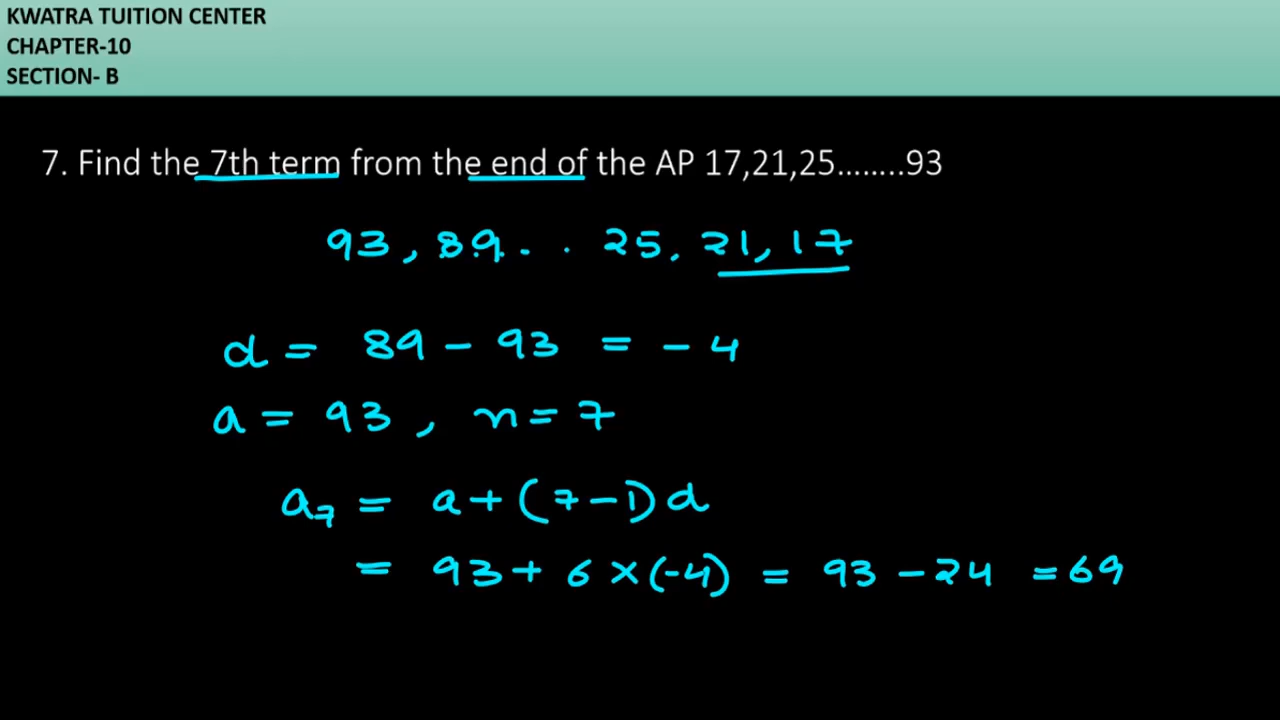 KWATRA TUITION CENTER
CHAPTER-10
SECTION- B
7. Find the 7th term from the end of the AP 17,21,25........93
93, 89. . 25, 21, 17
d = 89 - 93 = - 4
a = 93, n = 7
a7 = a + (7-1)d
= 93 + 6 × (-4) = 93 - 24 = 69